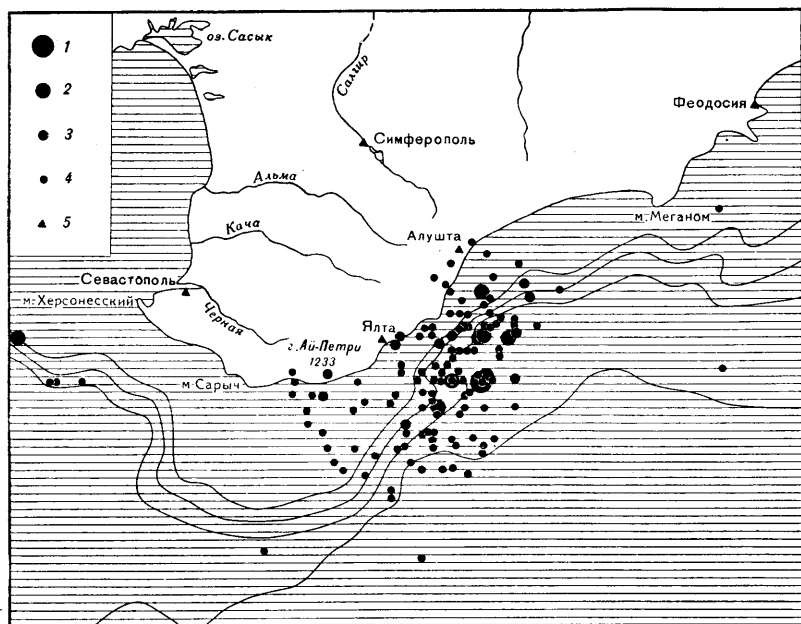 1
2
3
4
5
оз. Сасык
Салгир
Феодосия
Симферополь
Альма
м. Меганом
Кача
Алушта
Севастополь
м. Херсонесский
Черная
Ялта
г. Ай-Петри
1233
м. Сарыч